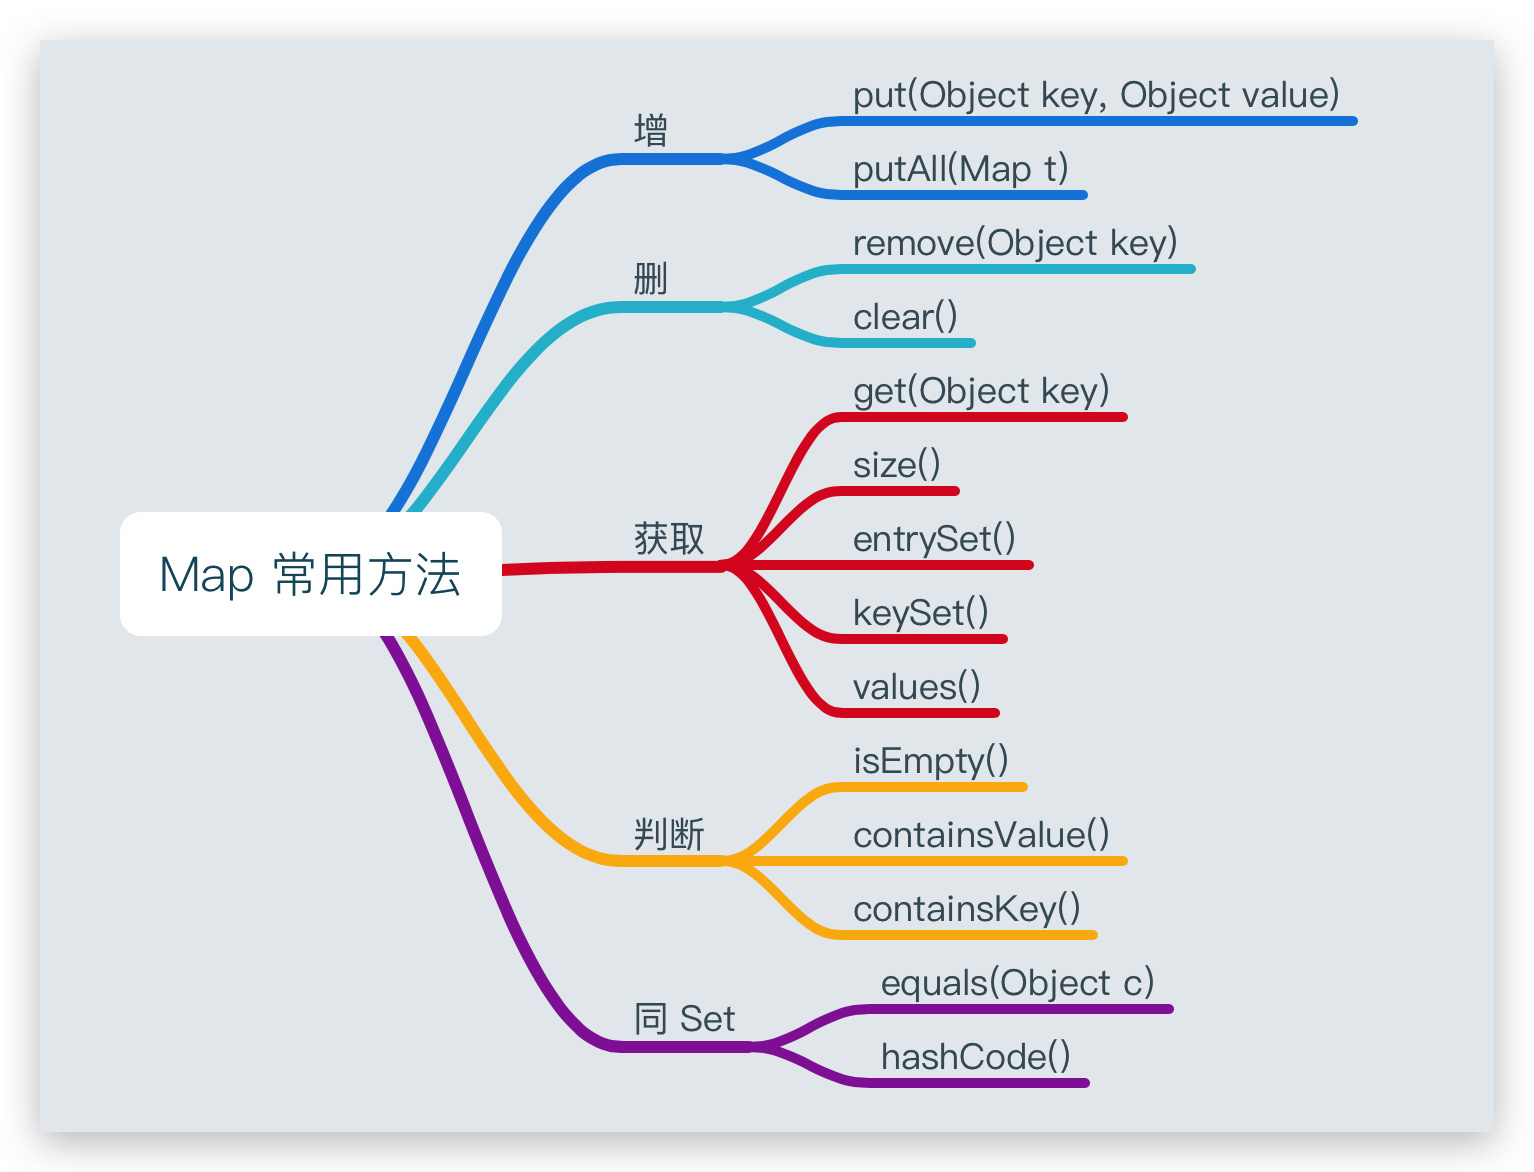 Map 常用方法
增
put(Object key, Object value)
putAll(Map t)
删
remove(Object key)
clear()
获取
get(Object key)
size()
entrySet()
keySet()
values()
判断
isEmpty()
containsValue()
containsKey()
同 Set
equals(Object c)
hashCode()